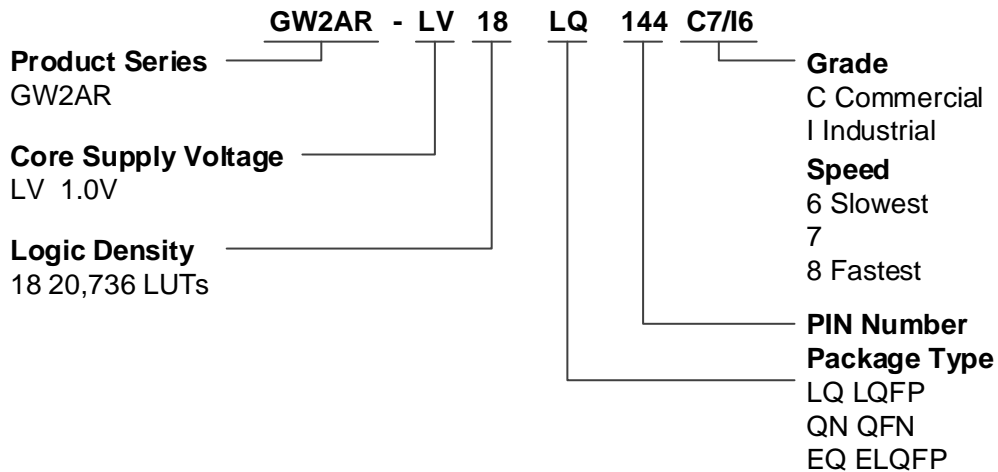 GW2AR - LV 18 LQ 144 C7/I6
Product Series
GW2AR
Core Supply Voltage
LV 1.0V
Logic Density
18 20,736 LUTs
Grade
C Commercial
I Industrial
Speed
6 Slowest
7
8 Fastest
PIN Number
Package Type
LQ LQFP
QN QFN
EQ ELQFP